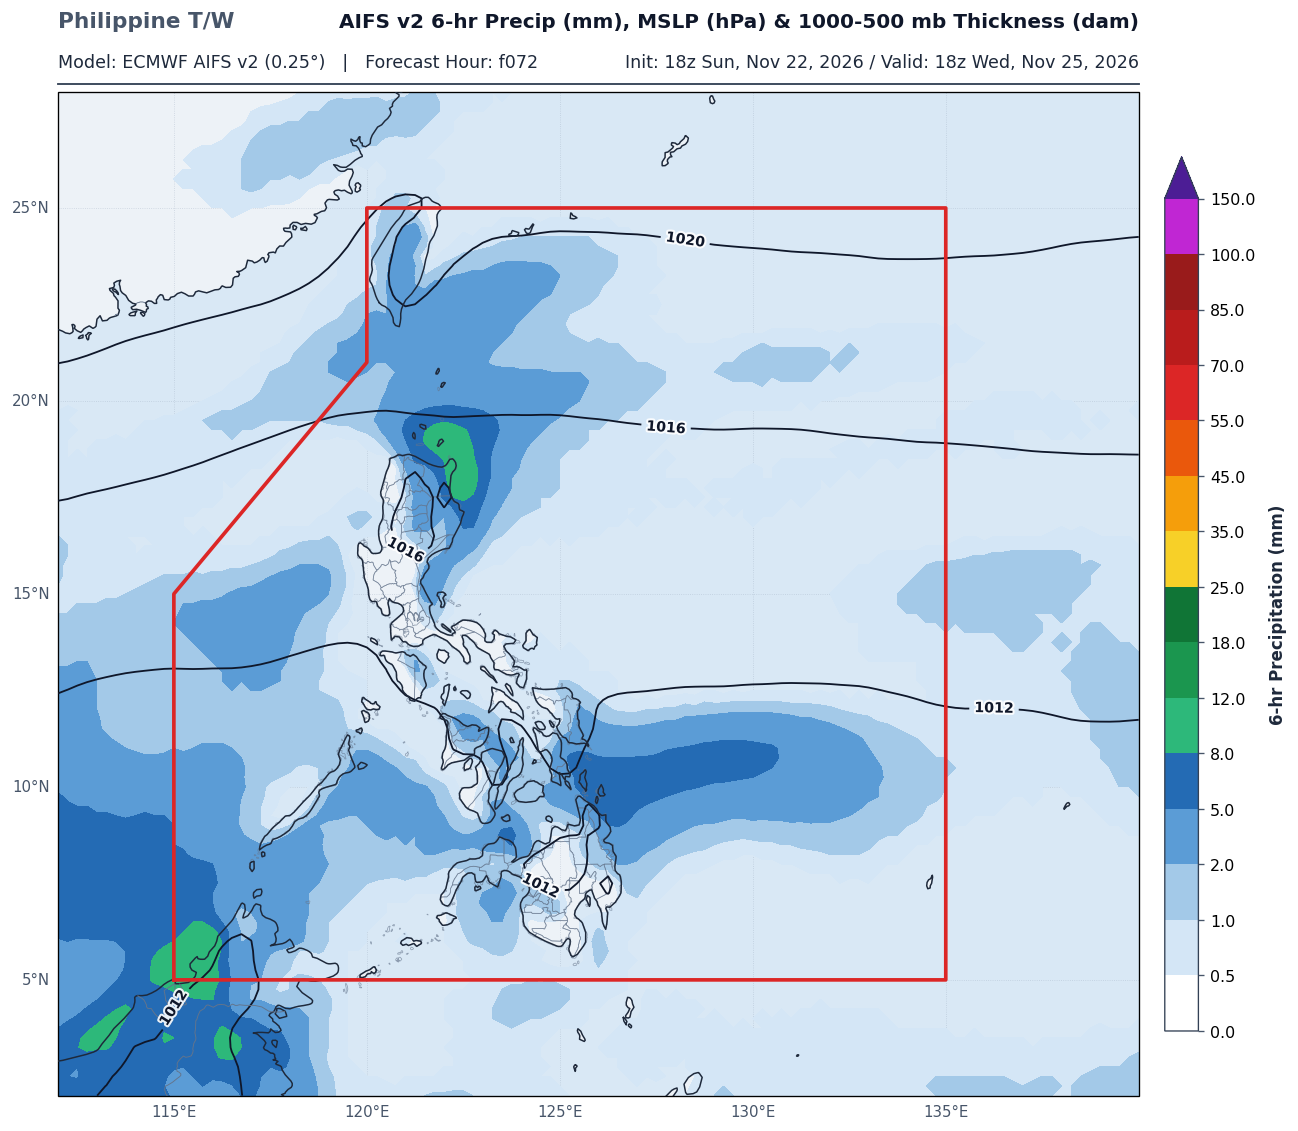 Philippine T/W
AIFS v2 6-hr Precip (mm), MSLP (hPa) & 1000-500 mb Thickness (dam)
Model: ECMWF AIFS v2 (0.25°)   |   Forecast Hour: f072
Init: 18z Sun, Nov 22, 2026 / Valid: 18z Wed, Nov 25, 2026
25°N
20°N
15°N
10°N
5°N
1020
1016
1016
1012
1012
1012
115°E
120°E
125°E
130°E
135°E
150.0
100.0
85.0
70.0
55.0
45.0
35.0
25.0
18.0
12.0
8.0
5.0
2.0
1.0
0.5
0.0
6-hr Precipitation (mm)